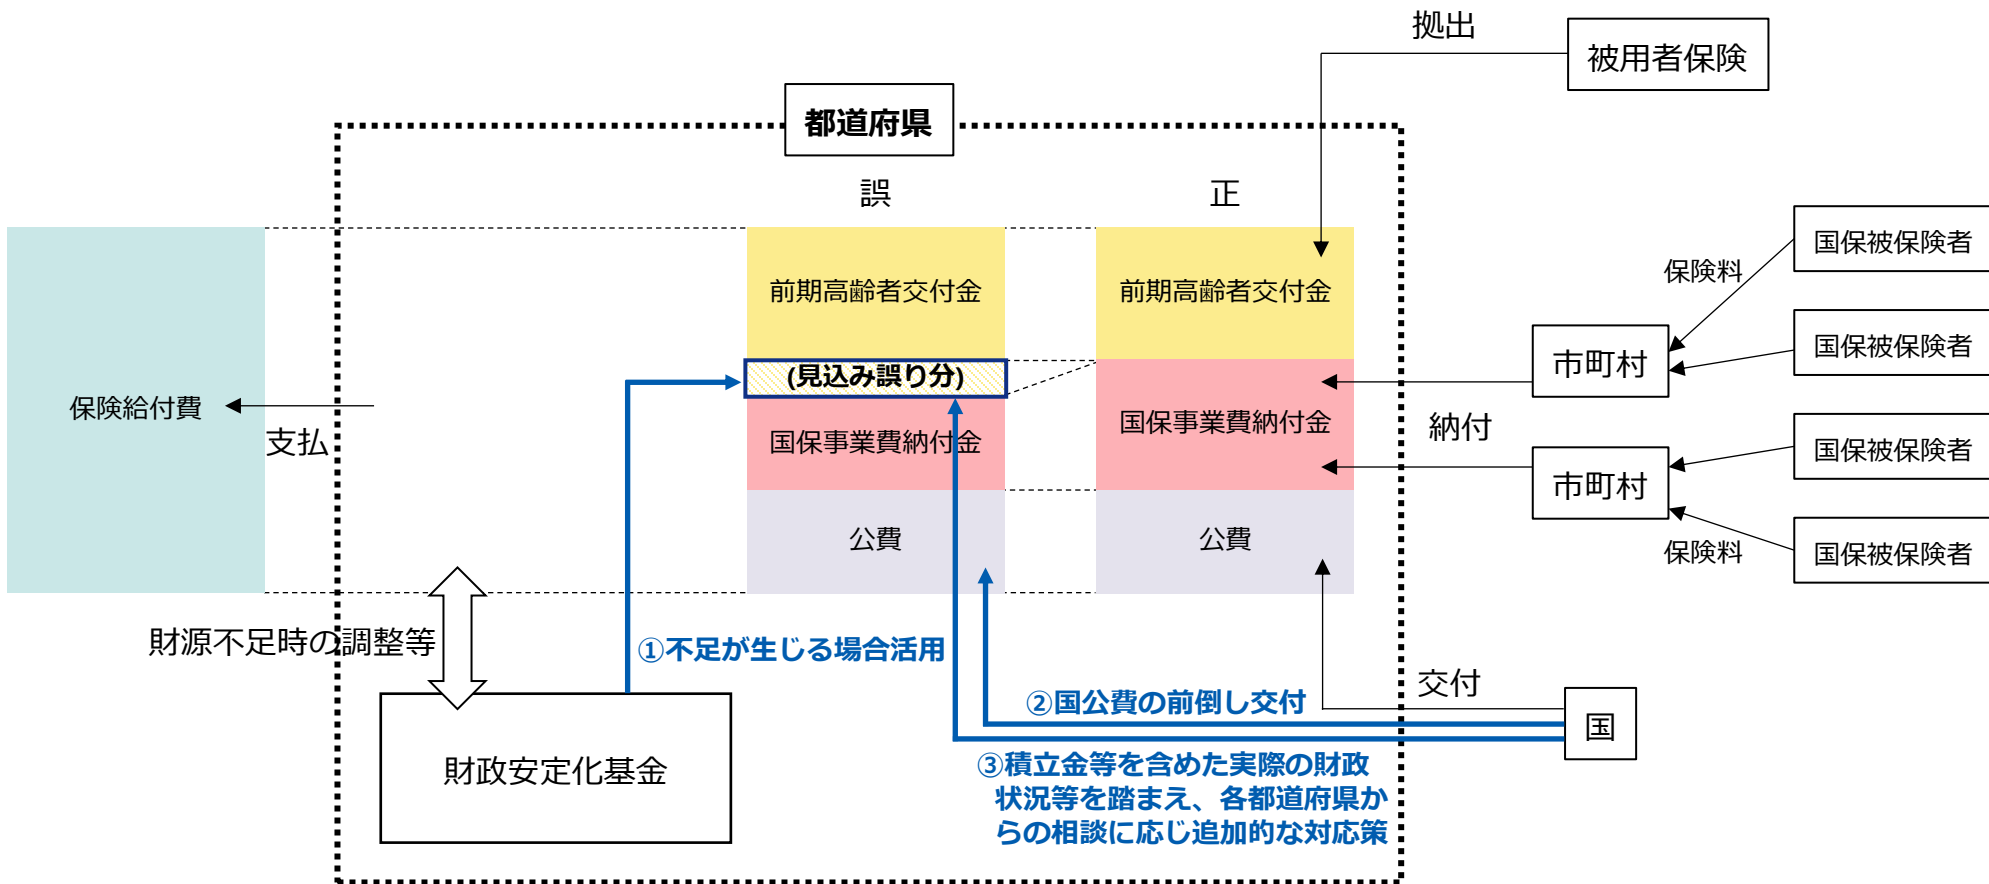 拠出
被用者保険
都道府県
誤
正
国保被保険者
保険料
前期高齢者交付金
前期高齢者交付金
国保被保険者
市町村
(見込み誤り分)
保険給付費
支払
国保事業費納付金
国保事業費納付金
納付
国保被保険者
市町村
公費
公費
保険料
国保被保険者
財源不足時の調整等
①不足が生じる場合活用
②国公費の前倒し交付
交付
国
財政安定化基金
③積立金等を含めた実際の財政
状況等を踏まえ、各都道府県か
らの相談に応じ追加的な対応策